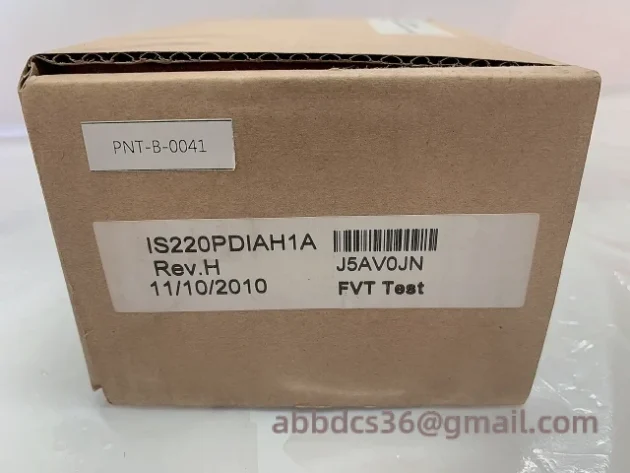 PNT-B-0041
IS220PDIAH1A
Rev.H
J5AV0JN
11/10/2010
FVT Test
abbdcs36@gmail.com